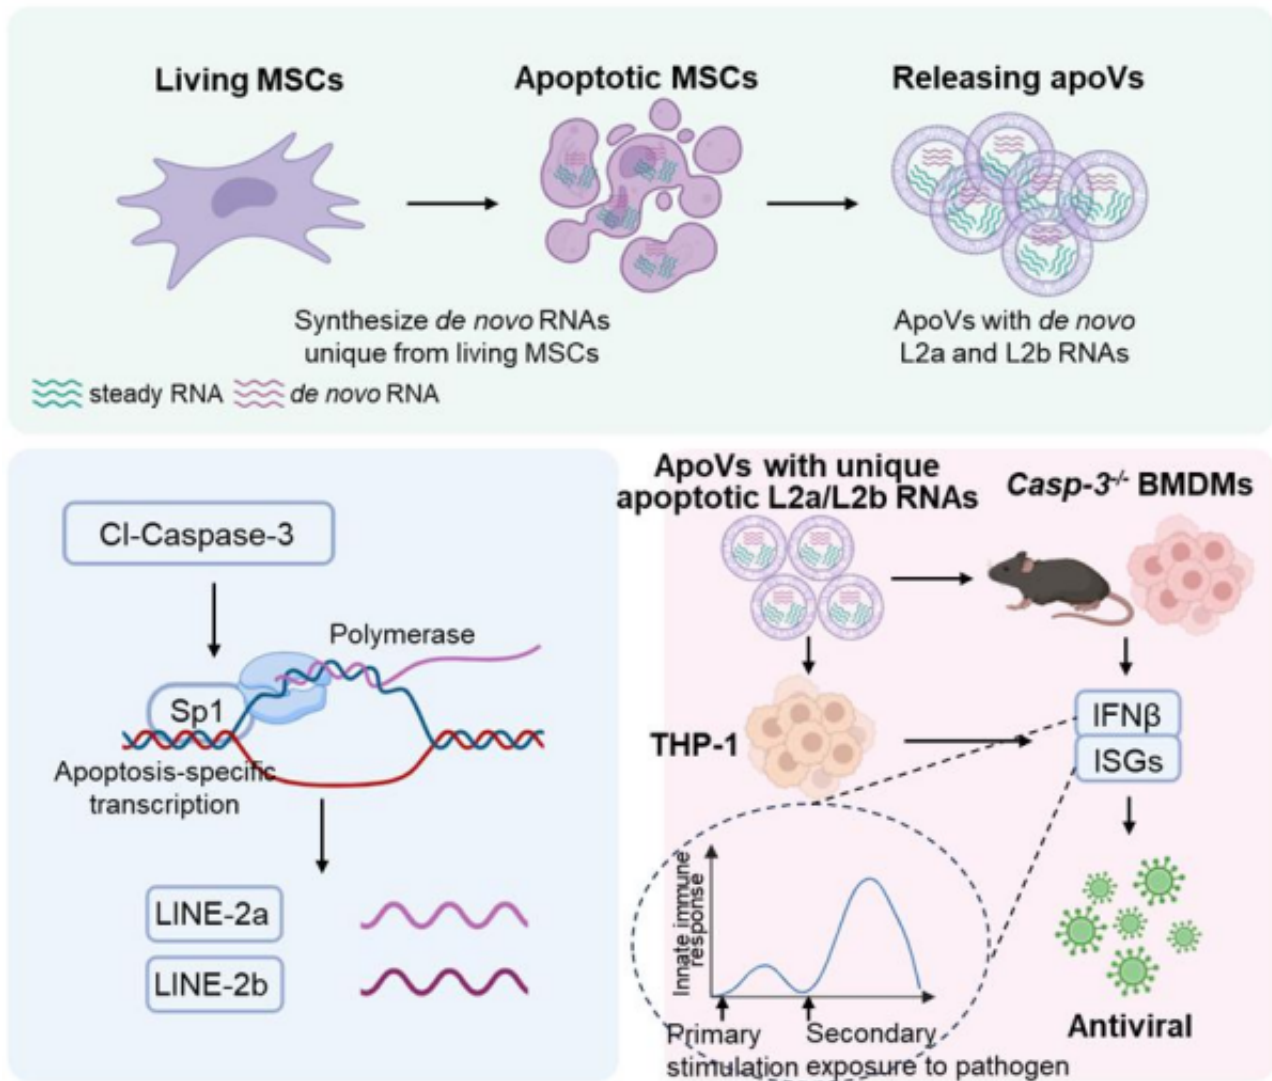 Living MSCs
Apoptotic MSCs
Releasing apoVs
Synthesize de novo RNAs
unique from living MSCs
ApoVs with de novo
L2a and L2b RNAs
steady RNA
de novo RNA
Cl-Caspase-3
Polymerase
Sp1
Apoptosis-specific
transcription
LINE-2a
LINE-2b
ApoVs with unique
apoptotic L2a/L2b RNAs
Casp-3-/- BMDMs
THP-1
IFNβ
ISGs
Innate immune
response
Primary
stimulation
Secondary
exposure to pathogen
Antiviral